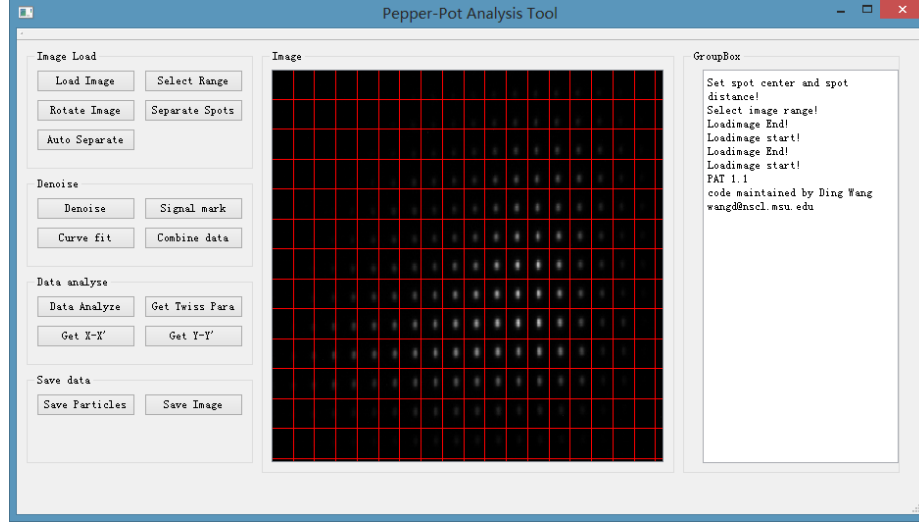 Pepper-Pot Analysis Tool
Image Load
Load Image
Select Range
Rotate Image
Separate Spots
Auto Separate
Denoise
Denoise
Signal mark
Curve fit
Combine data
Data analyse
Data Analyze
Get Twiss Para
Get X-X'
Get Y-Y'
Save data
Save Particles
Save Image
Image
GroupBox
Set spot center and spot
distance!
Select image range!
Loadimage End!
Loadimage start!
Loadimage End!
Loadimage start!
PAT 1.1
code maintained by Ding Wang
wangd@nscl.msu.edu